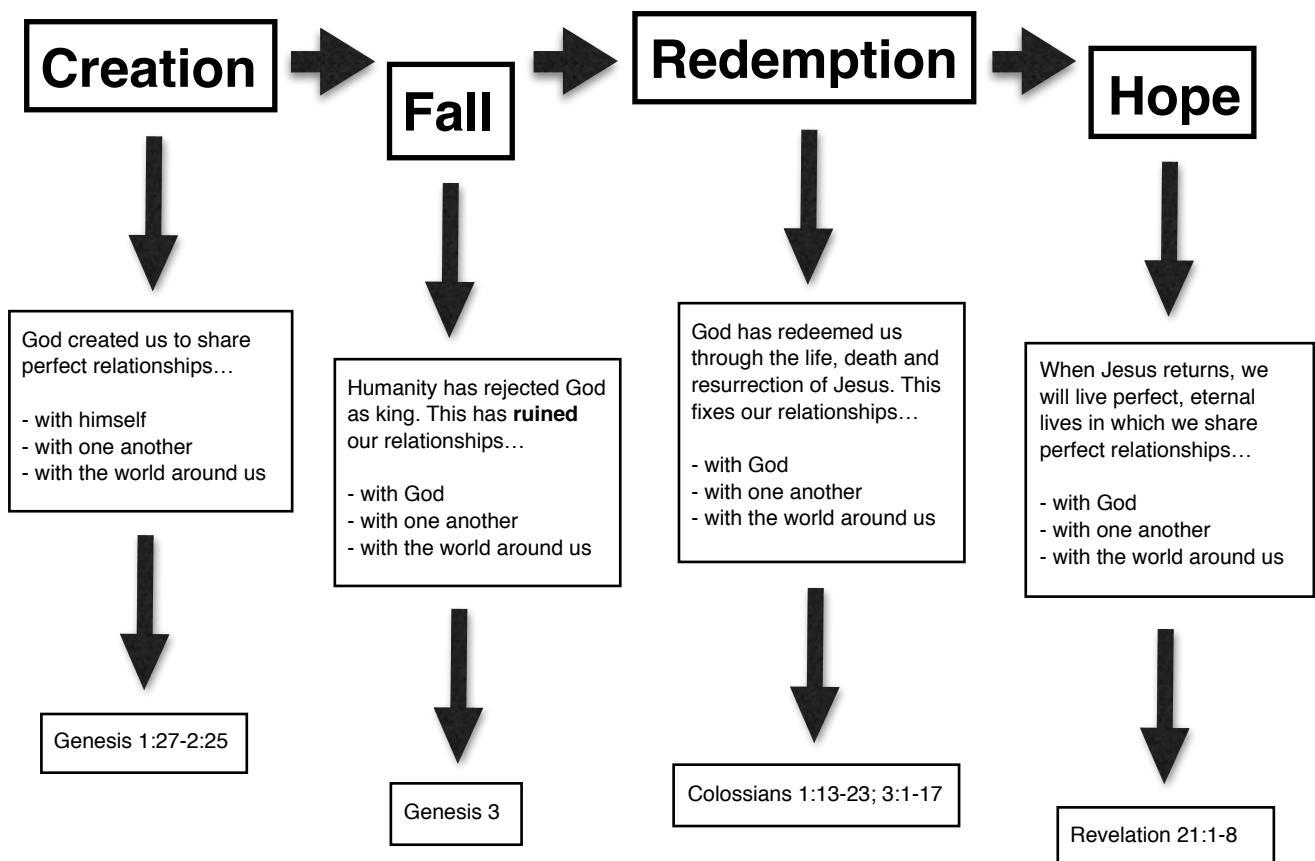 Creation
Fall
Redemption
Hope
God created us to share
perfect relationships…
- with himself
- with one another
- with the world around us
Humanity has rejected God
as king. This has ruined
our relationships…
- with God
- with one another
- with the world around us
God has redeemed us
through the life, death and
resurrection of Jesus. This
fixes our relationships…
- with God
- with one another
- with the world around us
When Jesus returns, we
will live perfect, eternal
lives in which we share
perfect relationships…
- with God
- with one another
- with the world around us
Genesis 1:27-2:25
Genesis 3
Colossians 1:13-23; 3:1-17
Revelation 21:1-8